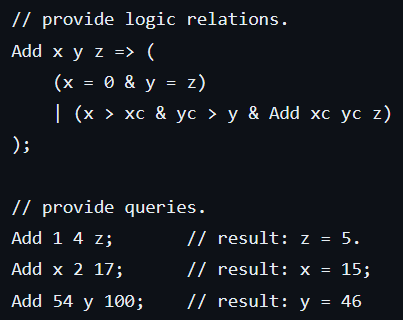 // provide logic relations.
Add x y z => (
    (x = 0 & y = z)
    | (x > xc & yc > y & Add xc yc z)
);

// provide queries.
Add 1 4 z;       // result: z = 5.
Add x 2 17;      // result: x = 15;
Add 54 y 100;    // result: y = 46